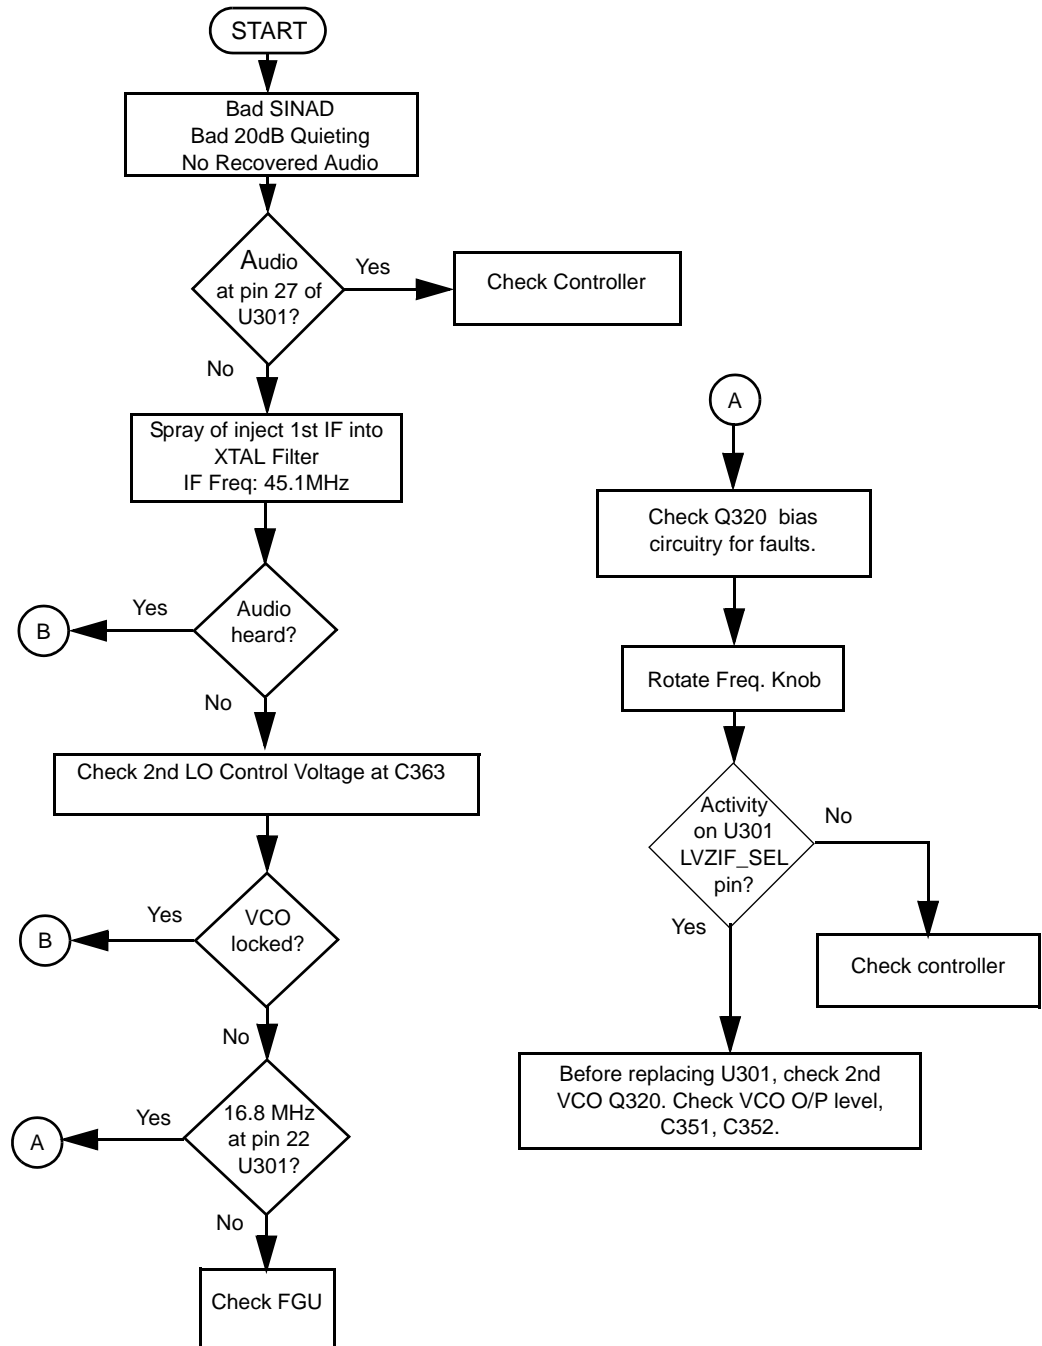 START
Bad SINAD
Bad 20dB Quieting
No Recovered Audio
Audio
at pin 27 of
U301?
Yes
Check Controller
No
Spray of inject 1st IF into
XTAL Filter
IF Freq: 45.1MHz
Audio
heard?
Yes
B
No
Check 2nd LO Control Voltage at C363
VCO
locked?
Yes
B
No
16.8 MHz
at pin 22
U301?
Yes
A
No
Check FGU
A
Check Q320 bias
circuitry for faults.
Rotate Freq. Knob
Activity
on U301
LVZIF_SEL
pin?
No
Check controller
Yes
Before replacing U301, check 2nd
VCO Q320. Check VCO O/P level,
C351, C352.